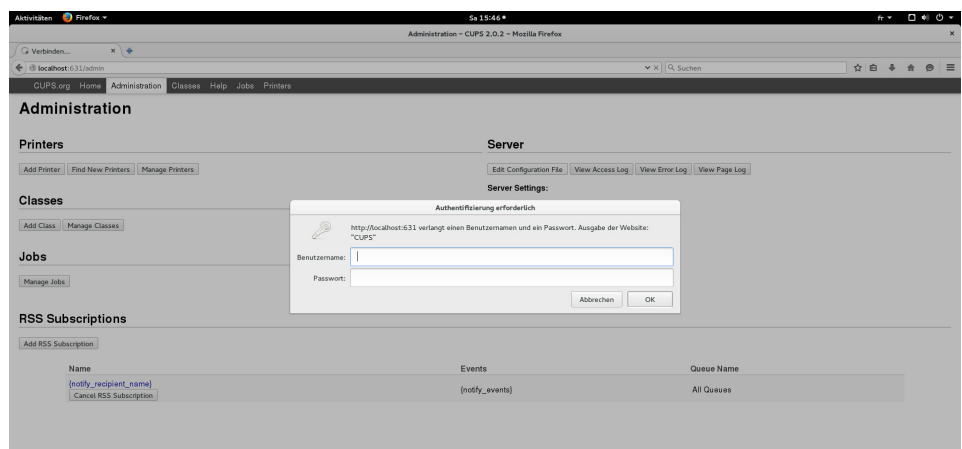 Aktivitäten Firefox Sa 15:46 fr
Administration - CUPS 2.0.2 - Mozilla Firefox
Verbinden...
localhost:631/admin Suchen
CUPS.org Home Administration Classes Help Jobs Printers
Administration
Printers
Add Printer Find New Printers Manage Printers
Server
Edit Configuration File View Access Log View Error Log View Page Log
Server Settings:
Classes
Add Class Manage Classes
Authentifizierung erforderlich
http://localhost:631 verlangt einen Benutzernamen und ein Passwort. Ausgabe der Website:
"CUPS"
Benutzername:
Passwort:
Abbrechen OK
Jobs
Manage Jobs
RSS Subscriptions
Add RSS Subscription
Name Events Queue Name
{notify_recipient_name} {notify_events} All Queues
Cancel RSS Subscription